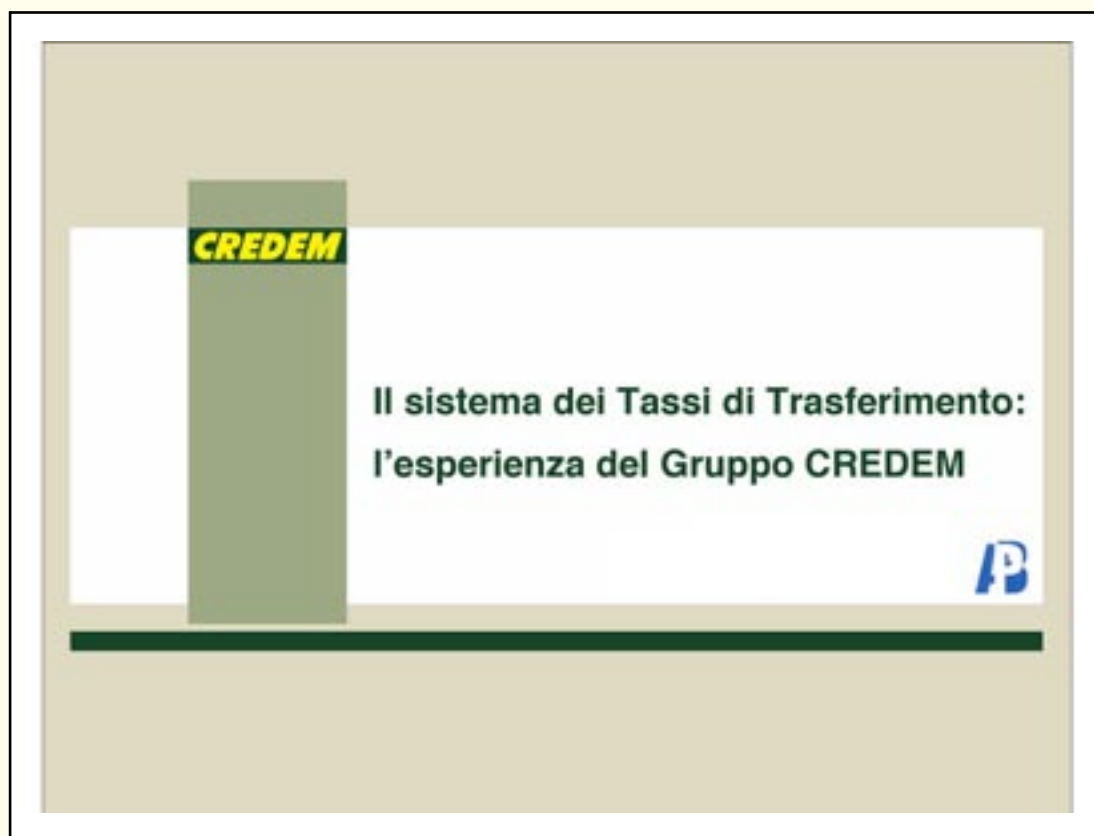 CREDEM
Il sistema dei Tassi di Trasferimento:
l'esperienza del Gruppo CREDEM